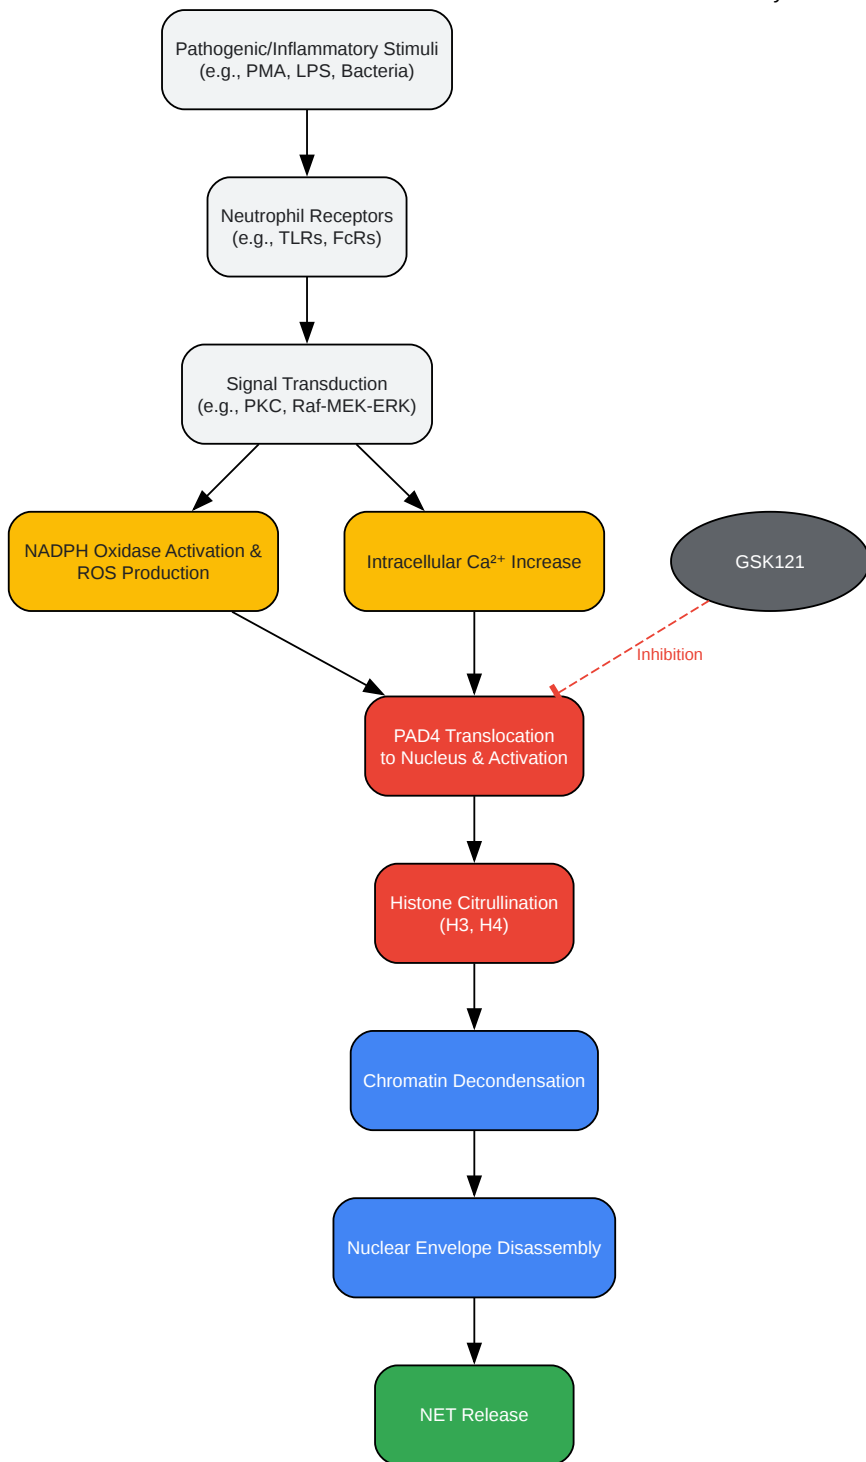 Pathogenic/Inflammatory Stimuli
(e.g., PMA, LPS, Bacteria)
Neutrophil Receptors
(e.g., TLRs, FcRs)
Signal Transduction
(e.g., PKC, Raf-MEK-ERK)
NADPH Oxidase Activation &
ROS Production
Intracellular Ca²⁺ Increase
GSK121
Inhibition
PAD4 Translocation
to Nucleus & Activation
Histone Citrullination
(H3, H4)
Chromatin Decondensation
Nuclear Envelope Disassembly
NET Release